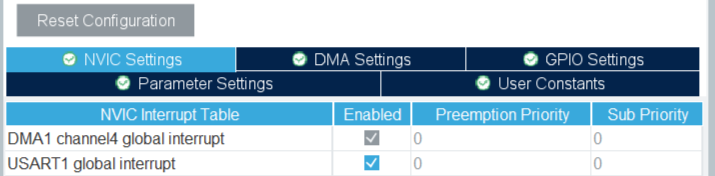 Reset Configuration
NVIC Settings DMA Settings GPIO Settings
Parameter Settings User Constants
NVIC Interrupt Table Enabled Preemption Priority Sub Priority
DMA1 channel4 global interrupt 0 0
USART1 global interrupt 0 0